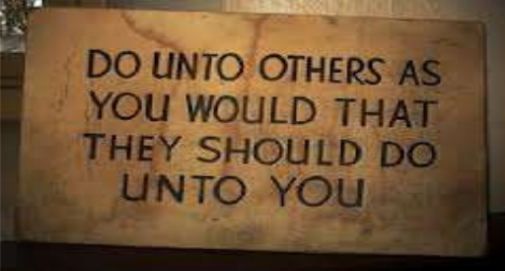 DO UNTO OTHERS AS
YOU WOULD THAT
THEY SHOULD DO
UNTO YOU